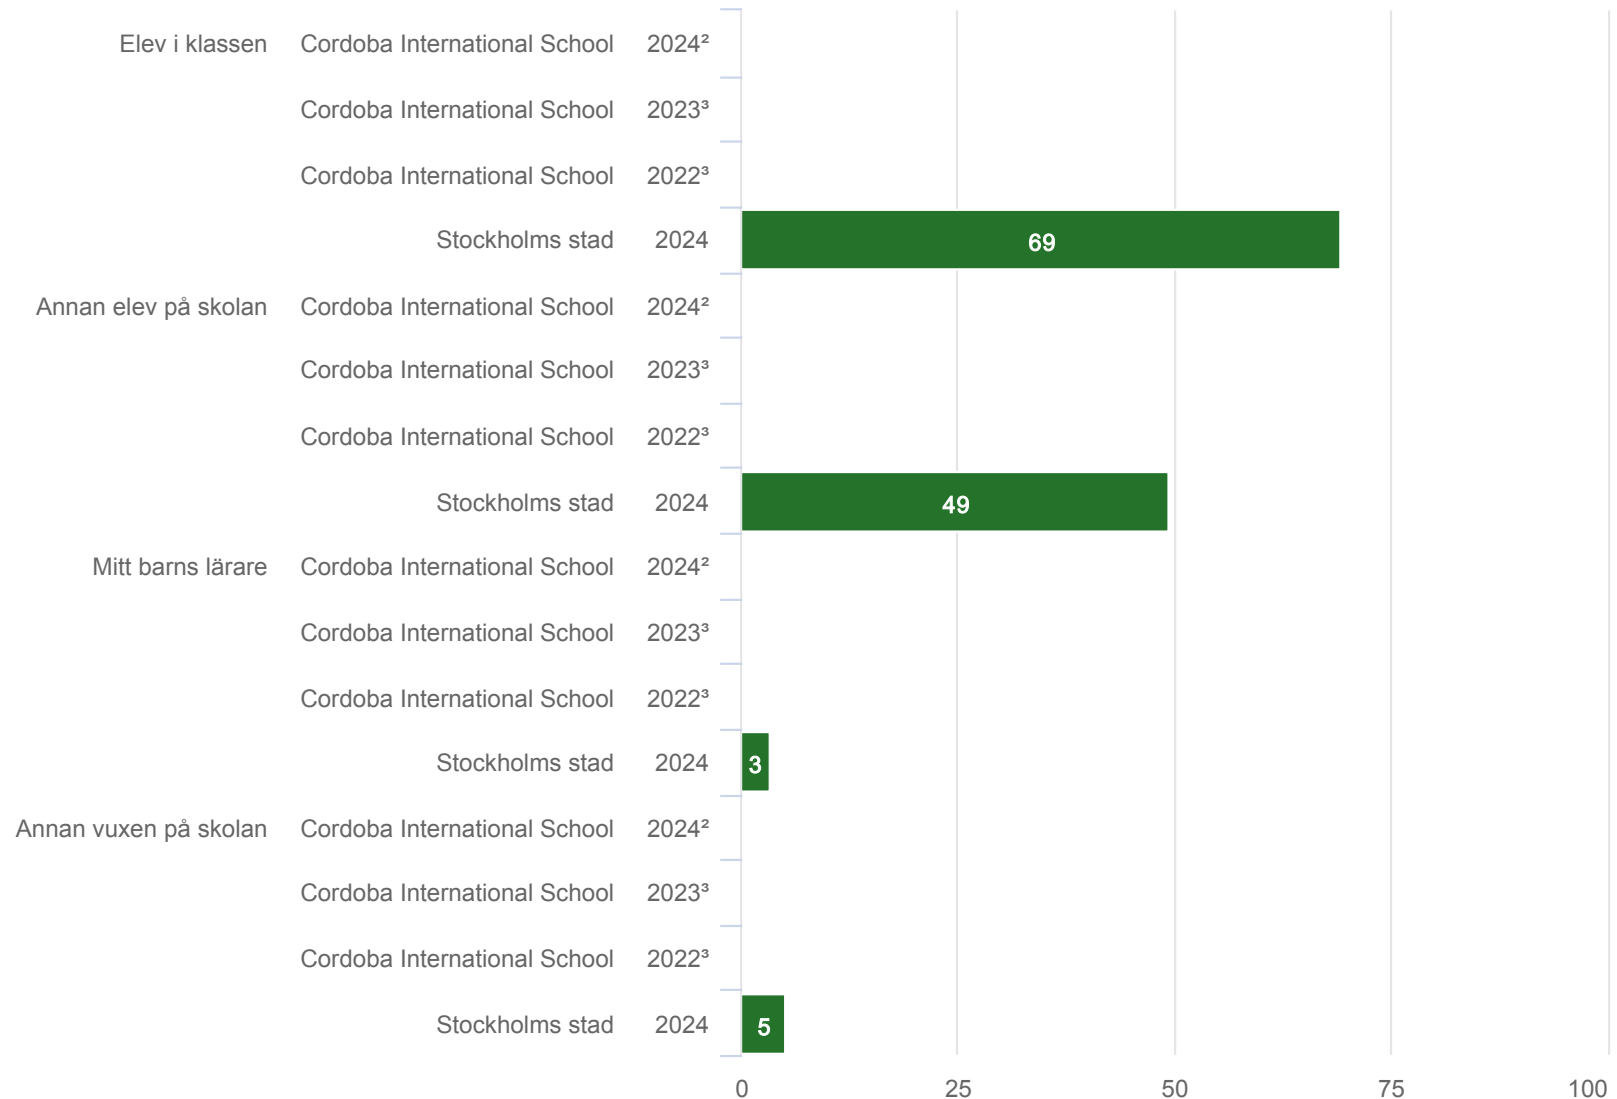 Elev i klassen Cordoba International School 2024²
Cordoba International School 2023³
Cordoba International School 2022³
Stockholms stad 2024 69
Annan elev på skolan Cordoba International School 2024²
Cordoba International School 2023³
Cordoba International School 2022³
Stockholms stad 2024 49
Mitt barns lärare Cordoba International School 2024²
Cordoba International School 2023³
Cordoba International School 2022³
Stockholms stad 2024 3
Annan vuxen på skolan Cordoba International School 2024²
Cordoba International School 2023³
Cordoba International School 2022³
Stockholms stad 2024 5
0 25 50 75 100